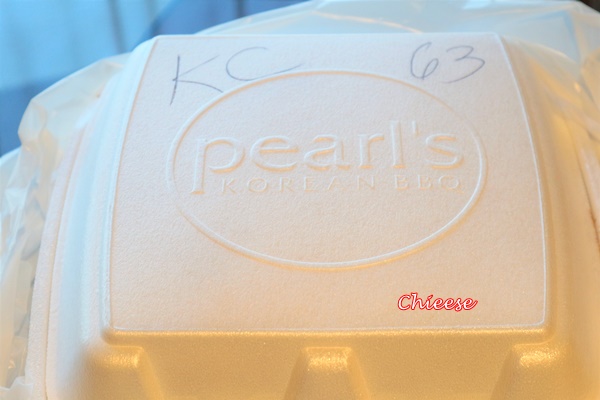 KC 63
pearl's
KOREAN BBQ
Chieese